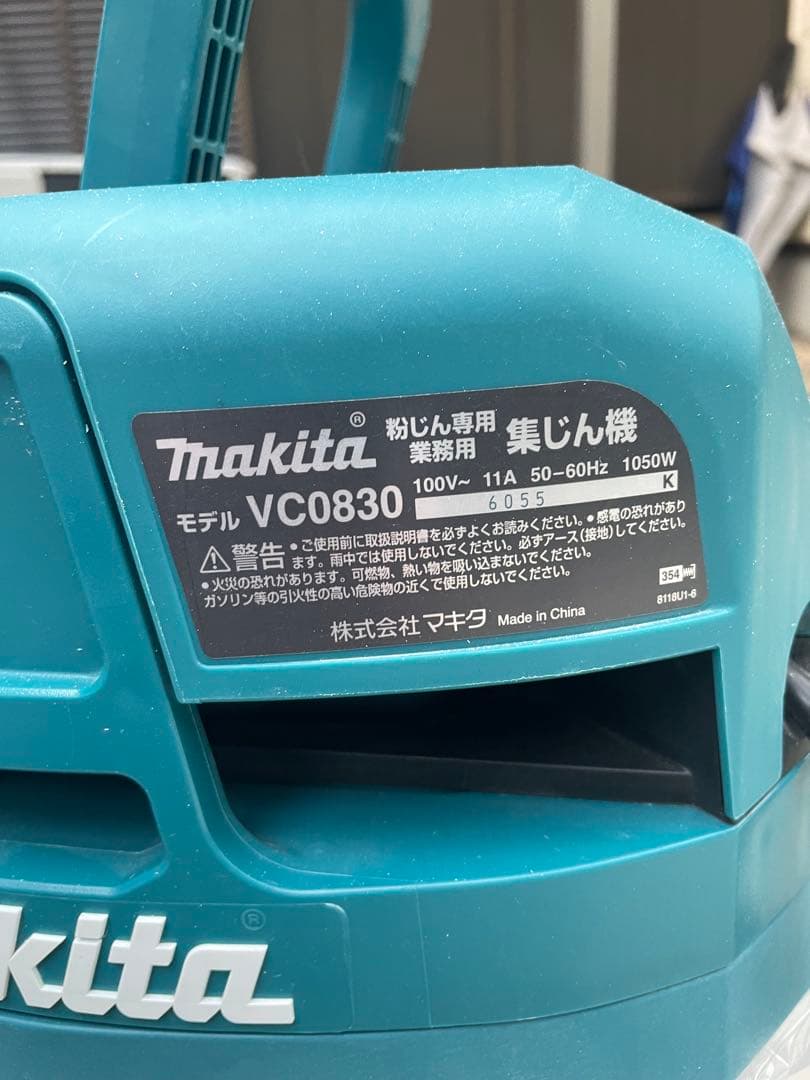 makita® 粉じん専用 業務用 集じん機
モデル VC0830 100V~ 11A 50-60Hz 1050W
6055 K
⚠警告 •ご使用前に取扱説明書を必ずよくお読みください。•感電の恐れがあり
ます。雨中では使用しないでください。必ずアース(接地)してください。
•火災の恐れがあります。可燃物、熱い物を吸い込まないでください。
ガソリン等の引火性の高い危険物の近くで使用しないでください。
株式会社 マキタ Made in China
354
8118U1-6
kita®